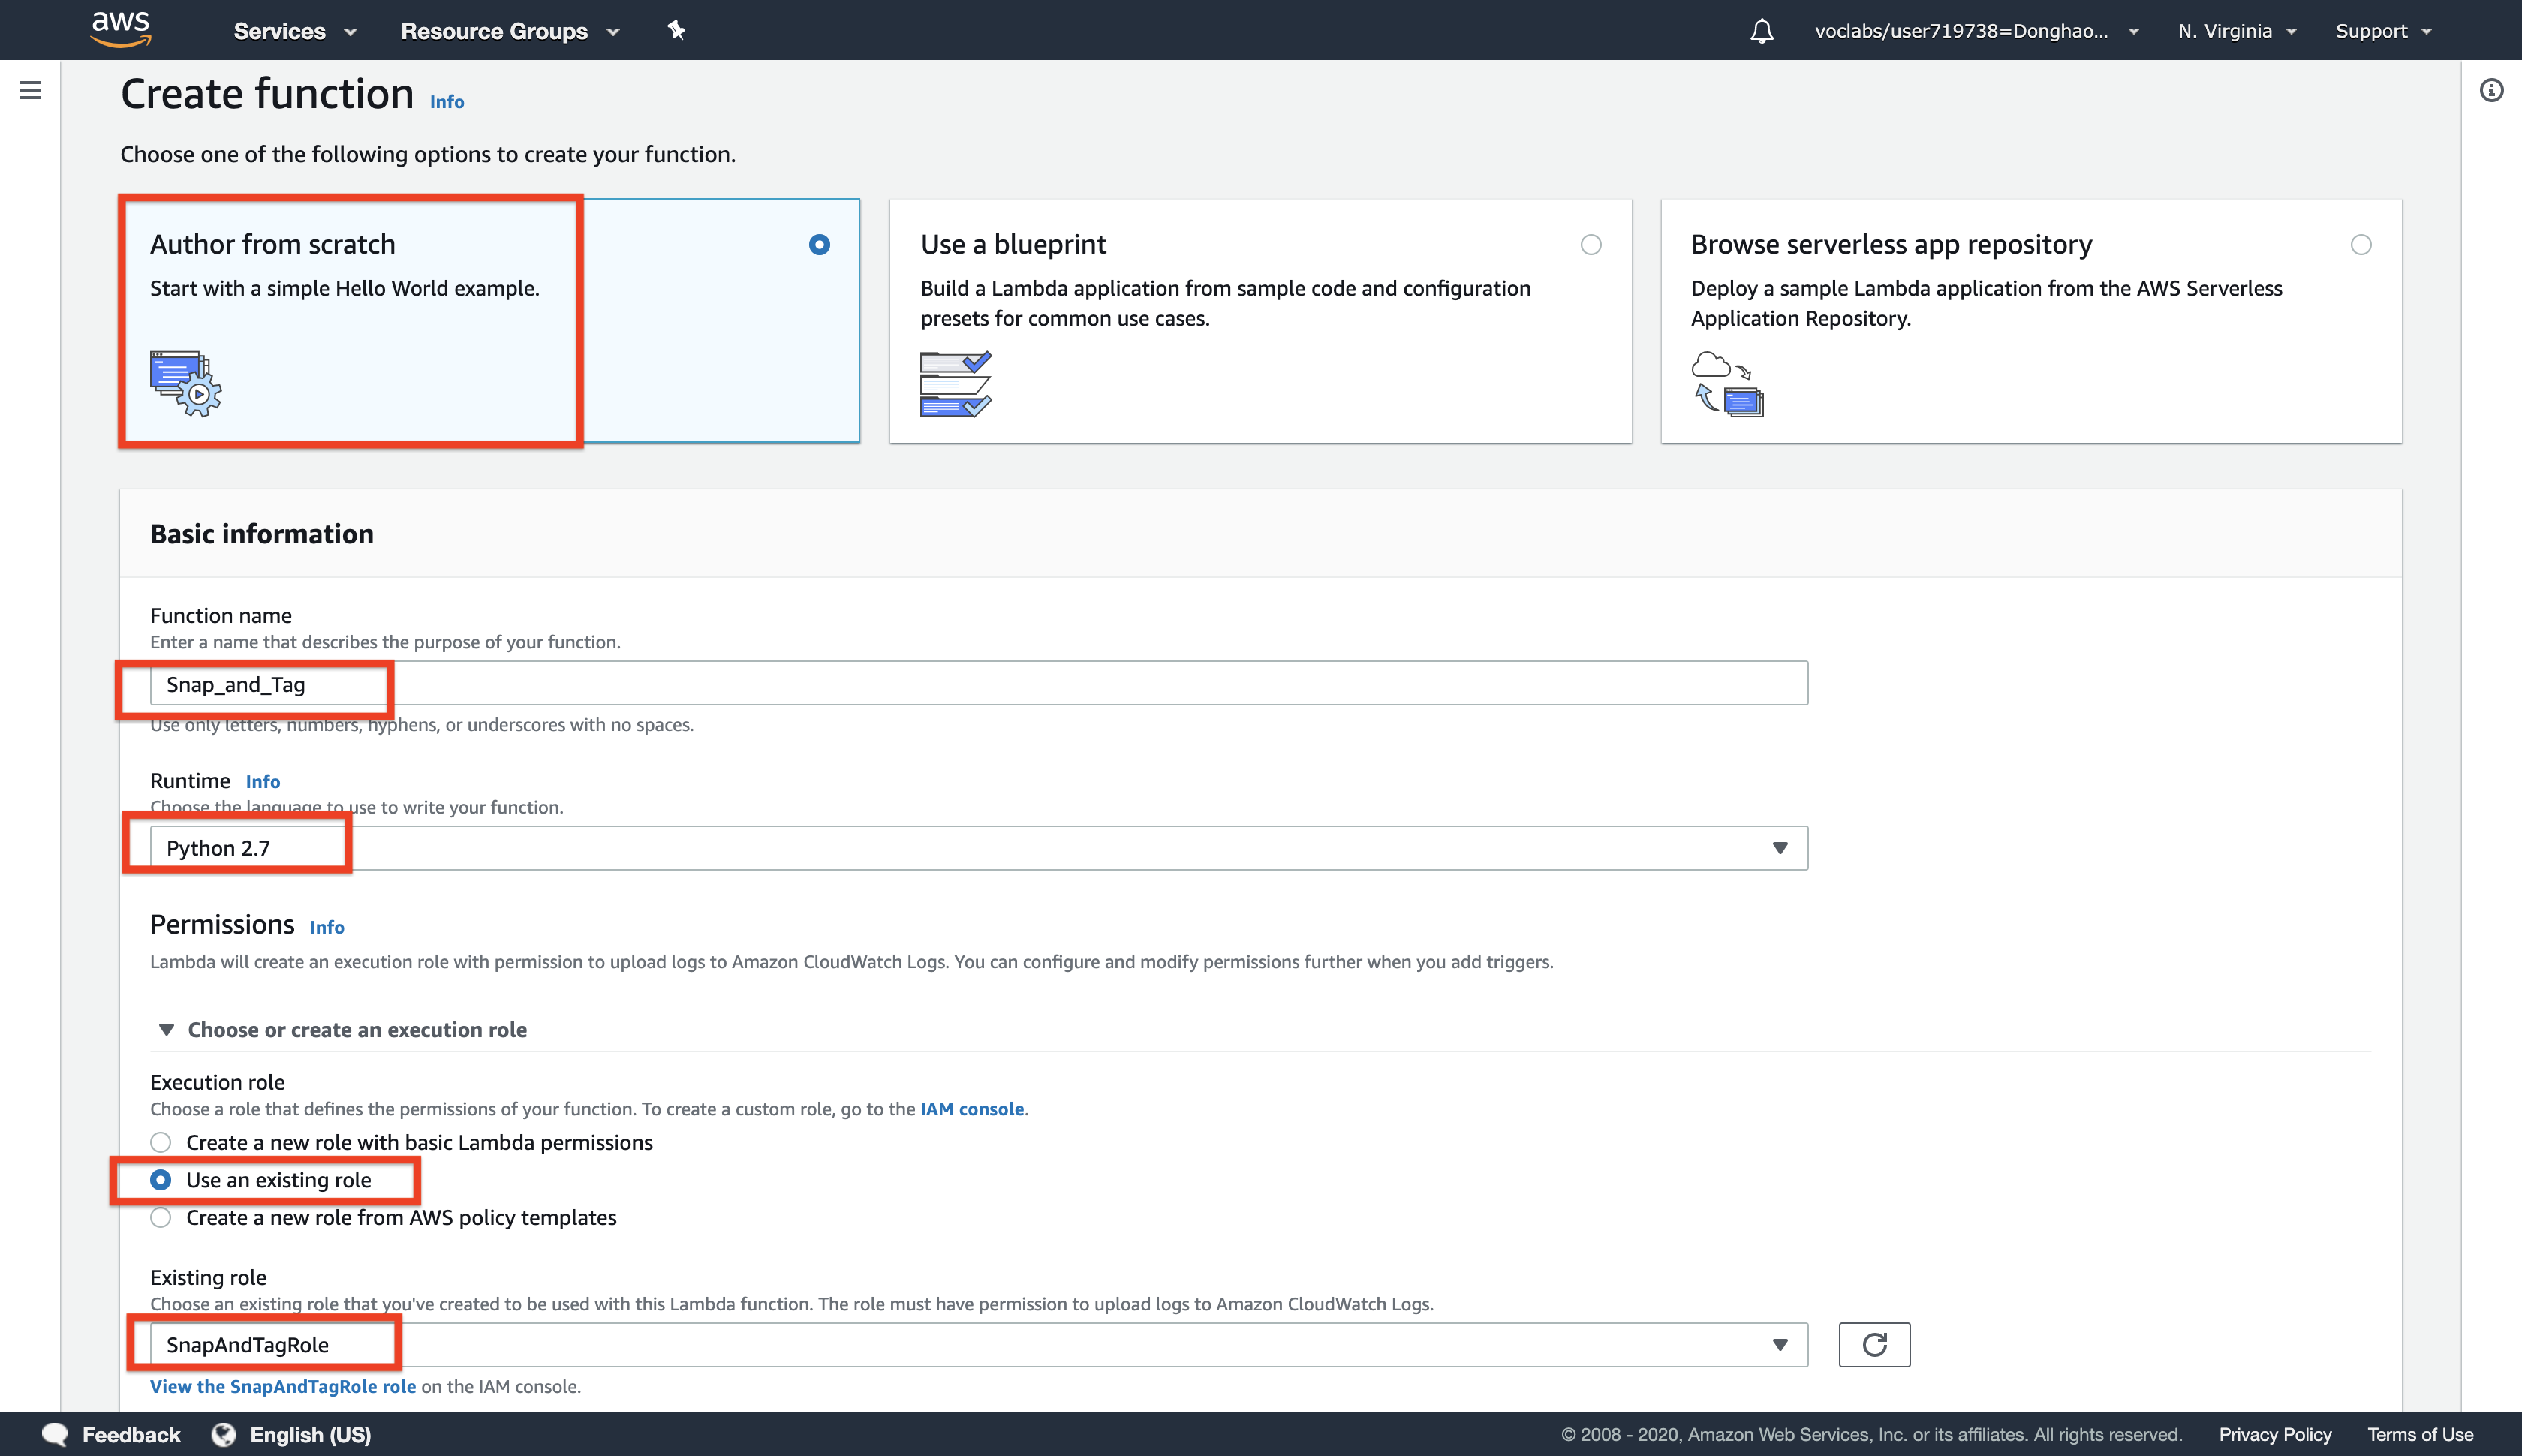 aws Services Resource Groups voclabs/user719738=Donghao... N. Virginia Support
Create function Info
Choose one of the following options to create your function.
Author from scratch
Start with a simple Hello World example.
Use a blueprint
Build a Lambda application from sample code and configuration
presets for common use cases.
Browse serverless app repository
Deploy a sample Lambda application from the AWS Serverless
Application Repository.
Basic information
Function name
Enter a name that describes the purpose of your function.
Snap_and_Tag
Use only letters, numbers, hyphens, or underscores with no spaces.
Runtime Info
Choose the language to use to write your function.
Python 2.7
Permissions Info
Lambda will create an execution role with permission to upload logs to Amazon CloudWatch Logs. You can configure and modify permissions further when you add triggers.
Choose or create an execution role
Execution role
Choose a role that defines the permissions of your function. To create a custom role, go to the IAM console.
Create a new role with basic Lambda permissions
Use an existing role
Create a new role from AWS policy templates
Existing role
Choose an existing role that you've created to be used with this Lambda function. The role must have permission to upload logs to Amazon CloudWatch Logs.
SnapAndTagRole
View the SnapAndTagRole role on the IAM console.
Feedback English (US) © 2008 - 2020, Amazon Web Services, Inc. or its affiliates. All rights reserved. Privacy Policy Terms of Use